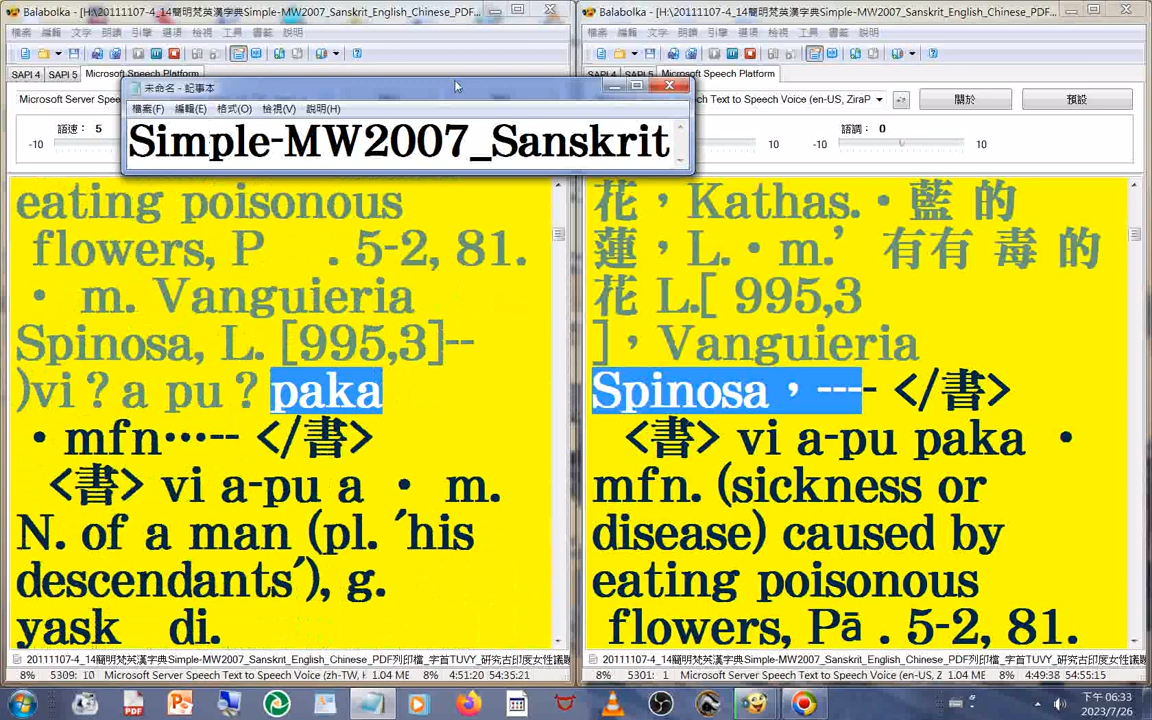 Balabolka - [H:\20111107-4_14簡明梵英漢字典Simple-MW2007_Sanskrit_English_Chinese_PDF...
檔案 編輯 文字 朗讀 引擎 選項 檢視 工具 書籤 說明
SAPI 4 SAPI 5 Microsoft Speech Platform
Microsoft Server Spee
語速： 5
-10
未命名 - 記事本
檔案(F) 編輯(E) 格式(O) 檢視(V) 說明(H)
Simple-MW2007_Sanskrit
eating poisonous
flowers, P . 5-2, 81.
• m. Vanguieria
Spinosa, L. [995,3]--
)vi ? a pu ? paka
• mfn…-- </書>
<書> vi a-pu a • m.
N. of a man (pl. ´his
descendants´), g.
yask di.
20111107-4_14簡明梵英漢字典Simple-MW2007_Sanskrit_English_Chinese_PDF列印檔_字首TUVY_研究古印度女性議題
8% 5309: 10 Microsoft Server Speech Text to Speech Voice (zh-TW, H 1.04 ME 8% 4:51:20 54:35:21
Balabolka - [H:\20111107-4_14簡明梵英漢字典Simple-MW2007_Sanskrit_English_Chinese_PDF...
檔案 編輯 文字 朗讀 引擎 選項 檢視 工具 書籤 說明
Microsoft Speech Platform
Text to Speech Voice (en-US, ZiraP 關於 預設
10 語調： 0
-10 10
花，Kathas.•藍 的
蓮，L.•m.’ 有有 毒 的
花 L.[ 995,3
]，Vanguieria
Spinosa，---- </書>
<書> vi a-pu paka •
mfn. (sickness or
disease) caused by
eating poisonous
flowers, Pā . 5-2, 81.
20111107-4_14簡明梵英漢字典Simple-MW2007_Sanskrit_English_Chinese_PDF列印檔_字首TUVY_研究古印度女性議題
8% 5301: 1 Microsoft Server Speech Text to Speech Voice (en-US, Z 1.04 ME 8% 4:49:38 54:55:15
下午 06:33
2023/7/26